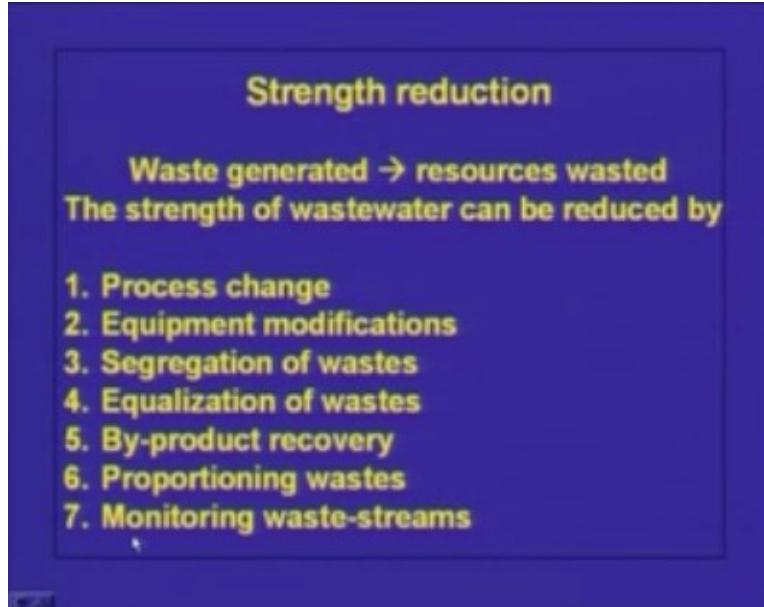 Strength reduction
Waste generated → resources wasted
The strength of wastewater can be reduced by
1. Process change
2. Equipment modifications
3. Segregation of wastes
4. Equalization of wastes
5. By-product recovery
6. Proportioning wastes
7. Monitoring waste-streams